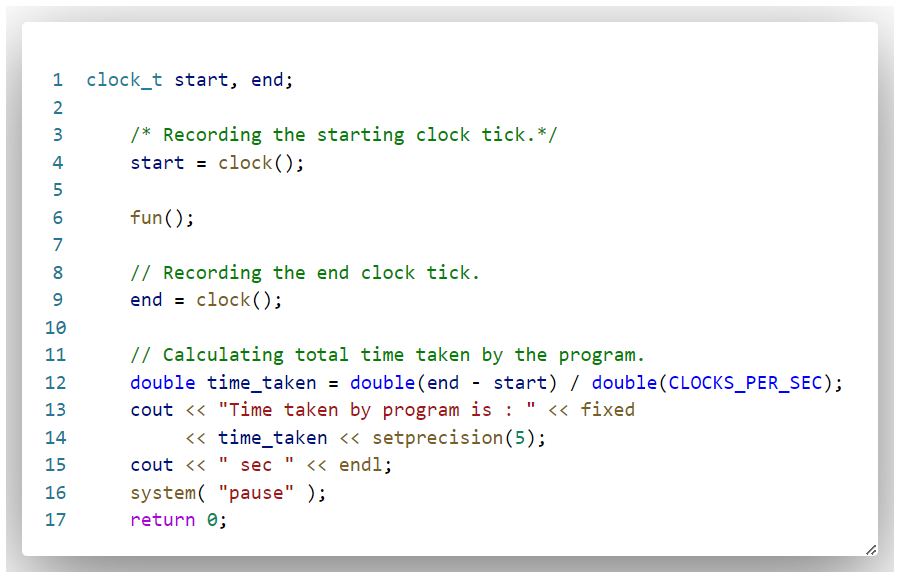 1 clock_t start, end;
2
3 /* Recording the starting clock tick.*/
4 start = clock();
5
6 fun();
7
8 // Recording the end clock tick.
9 end = clock();
10
11 // Calculating total time taken by the program.
12 double time_taken = double(end - start) / double(CLOCKS_PER_SEC);
13 cout << "Time taken by program is : " << fixed
14 << time_taken << setprecision(5);
15 cout << " sec " << endl;
16 system( "pause" );
17 return 0;